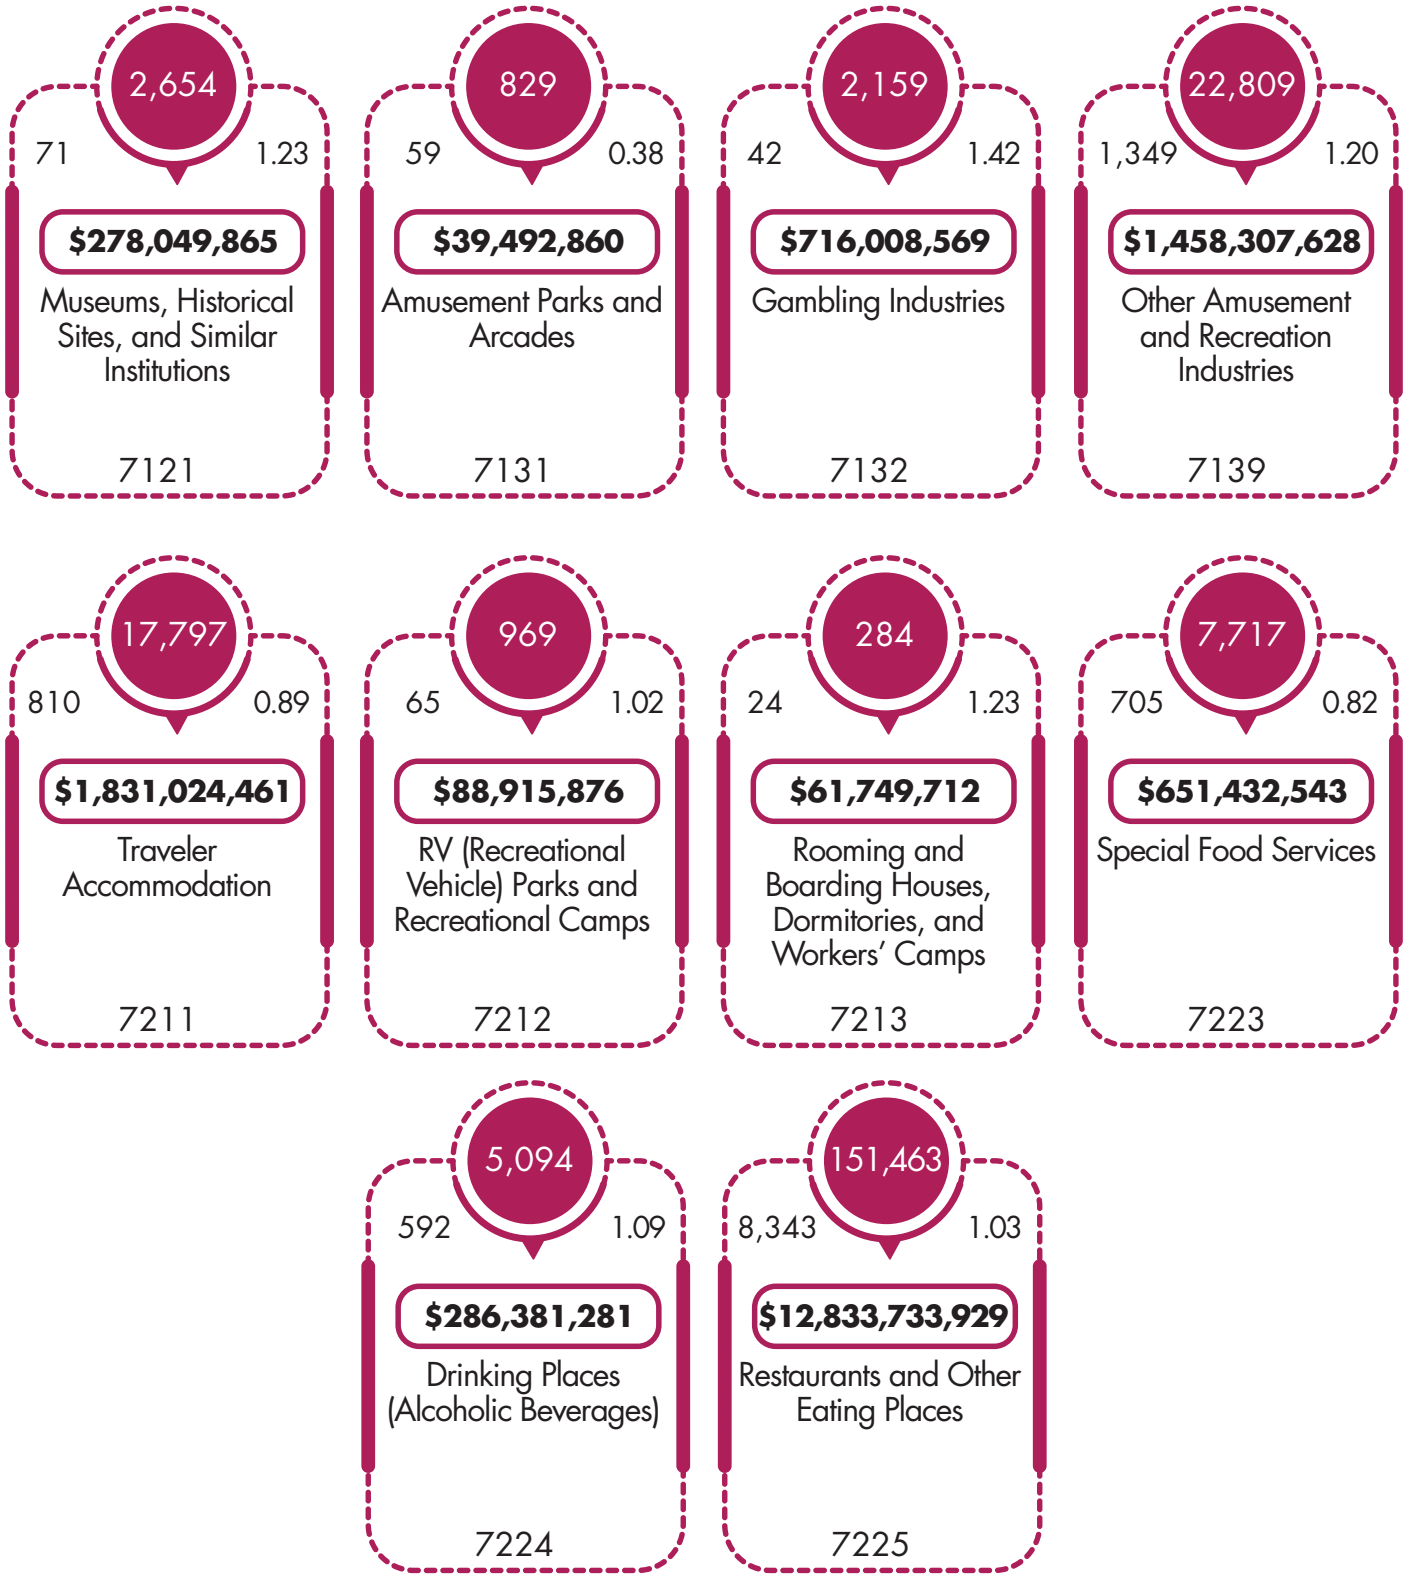 2,654
71
1.23
$278,049,865
Museums, Historical
Sites, and Similar
Institutions
7121
829
59
0.38
$39,492,860
Amusement Parks and
Arcades
7131
2,159
42
1.42
$716,008,569
Gambling Industries
7132
22,809
1,349
1.20
$1,458,307,628
Other Amusement
and Recreation
Industries
7139
17,797
810
0.89
$1,831,024,461
Traveler
Accommodation
7211
969
65
1.02
$88,915,876
RV (Recreational
Vehicle) Parks and
Recreational Camps
7212
284
24
1.23
$61,749,712
Rooming and
Boarding Houses,
Dormitories, and
Workers’ Camps
7213
7,717
705
0.82
$651,432,543
Special Food Services
7223
5,094
592
1.09
$286,381,281
Drinking Places
(Alcoholic Beverages)
7224
151,463
8,343
1.03
$12,833,733,929
Restaurants and Other
Eating Places
7225